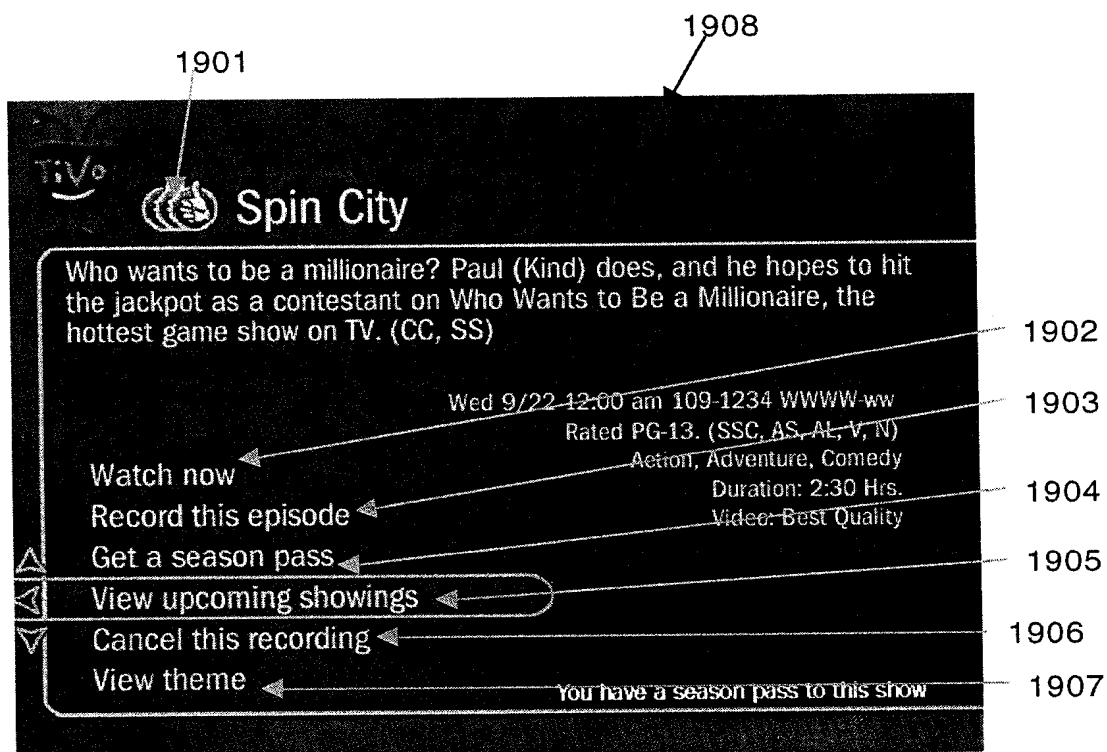 1908
1901
TiVo
Spin City
Who wants to be a millionaire? Paul (Kind) does, and he hopes to hit
the jackpot as a contestant on Who Wants to Be a Millionaire, the
hottest game show on TV. (CC, SS)
1902
Wed 9/22 12:00 am 109-1234 WWWW-ww
1903
Rated PG-13. (SSC, AS, AL, V, N)
Action, Adventure, Comedy
Watch now
Duration: 2:30 Hrs.
1904
Record this episode
Video: Best Quality
Get a season pass
1905
View upcoming showings
Cancel this recording
1906
View theme
You have a season pass to this show
1907